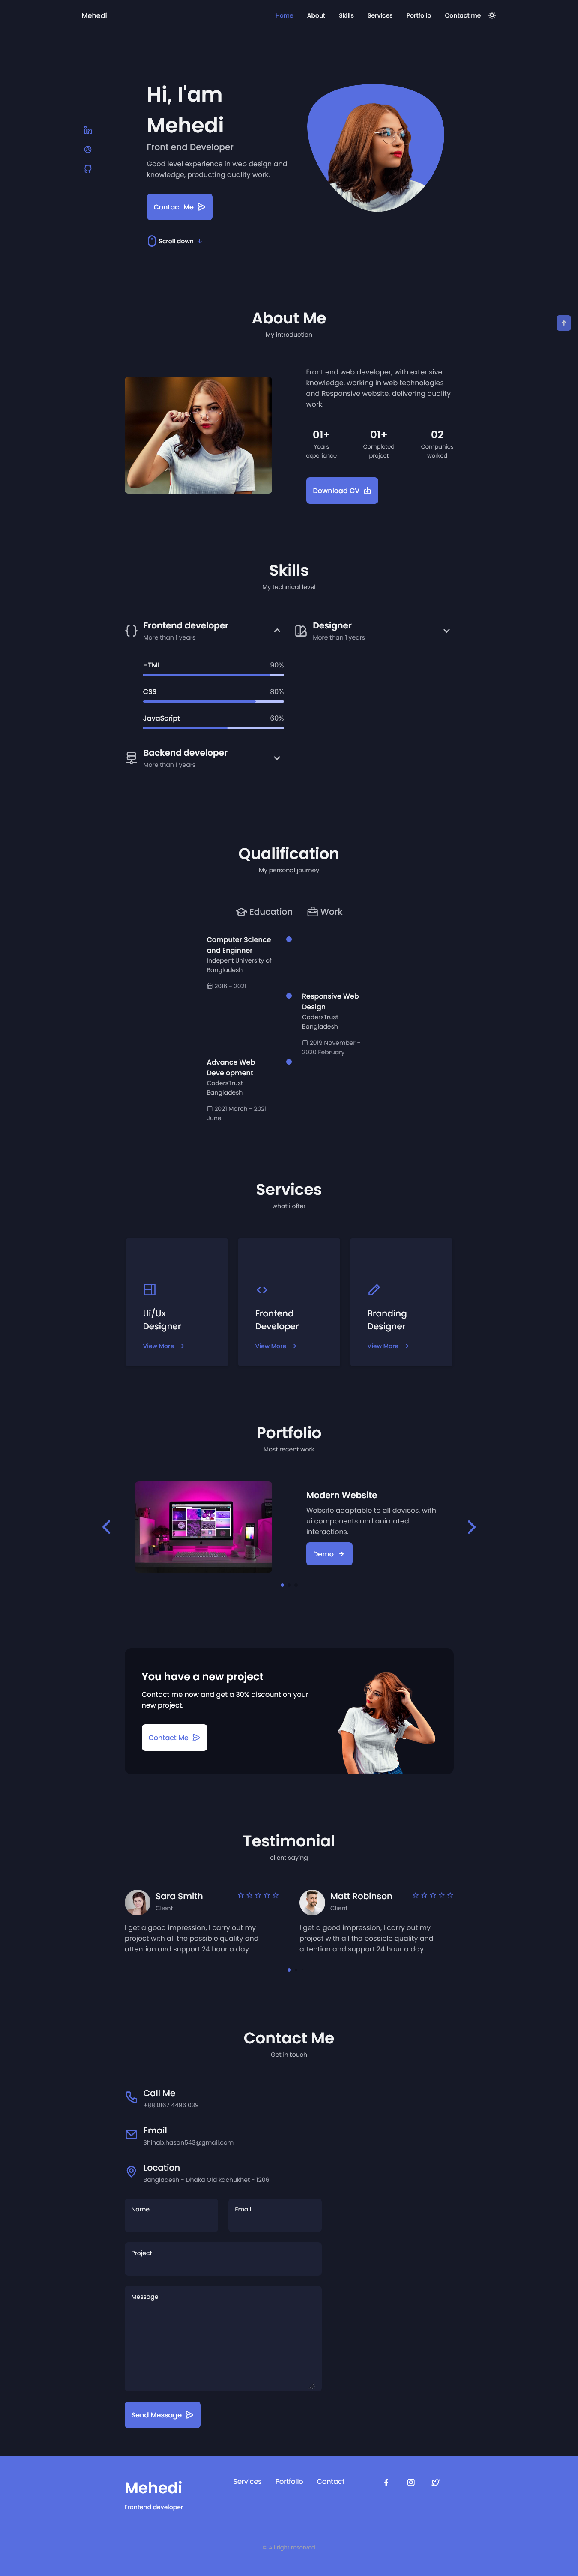 Mehedi
Home About Skills Services Portfolio Contact me
Hi, I'am
Mehedi
Front end Developer
Good level experience in web design and
knowledge, producting quality work.
Contact Me
Scroll down
About Me
My introduction
Front end web developer, with extensive
knowledge, working in web technologies
and Responsive website, delivering quality
work.
01+ 01+ 02
Years Completed Companies
experience project worked
Download CV
Skills
My technical level
Frontend developer
More than 1 years
Designer
More than 1 years
HTML 90%
CSS 80%
JavaScript 60%
Backend developer
More than 1 years
Qualification
My personal journey
Education Work
Computer Science
and Enginner
Indepent University of
Bangladesh
2016 - 2021
Responsive Web
Design
CodersTrust
Bangladesh
2019 November -
2020 February
Advance Web
Development
CodersTrust
Bangladesh
2021 March - 2021
June
Services
what i offer
Ui/Ux
Designer
View More
Frontend
Developer
View More
Branding
Designer
View More
Portfolio
Most recent work
Modern Website
Website adaptable to all devices, with
ui components and animated
interactions.
Demo
You have a new project
Contact me now and get a 30% discount on your
new project.
Contact Me
Testimonial
client saying
Sara Smith
Client
I get a good impression, I carry out my
project with all the possible quality and
attention and support 24 hour a day.
Matt Robinson
Client
I get a good impression, I carry out my
project with all the possible quality and
attention and support 24 hour a day.
Contact Me
Get in touch
Call Me
+88 0167 4496 039
Email
Shihab.hasan543@gmail.com
Location
Bangladesh - Dhaka Old kachukhet - 1206
Name Email
Project
Message
Send Message
Mehedi
Frontend developer
Services Portfolio Contact
© All right reserved